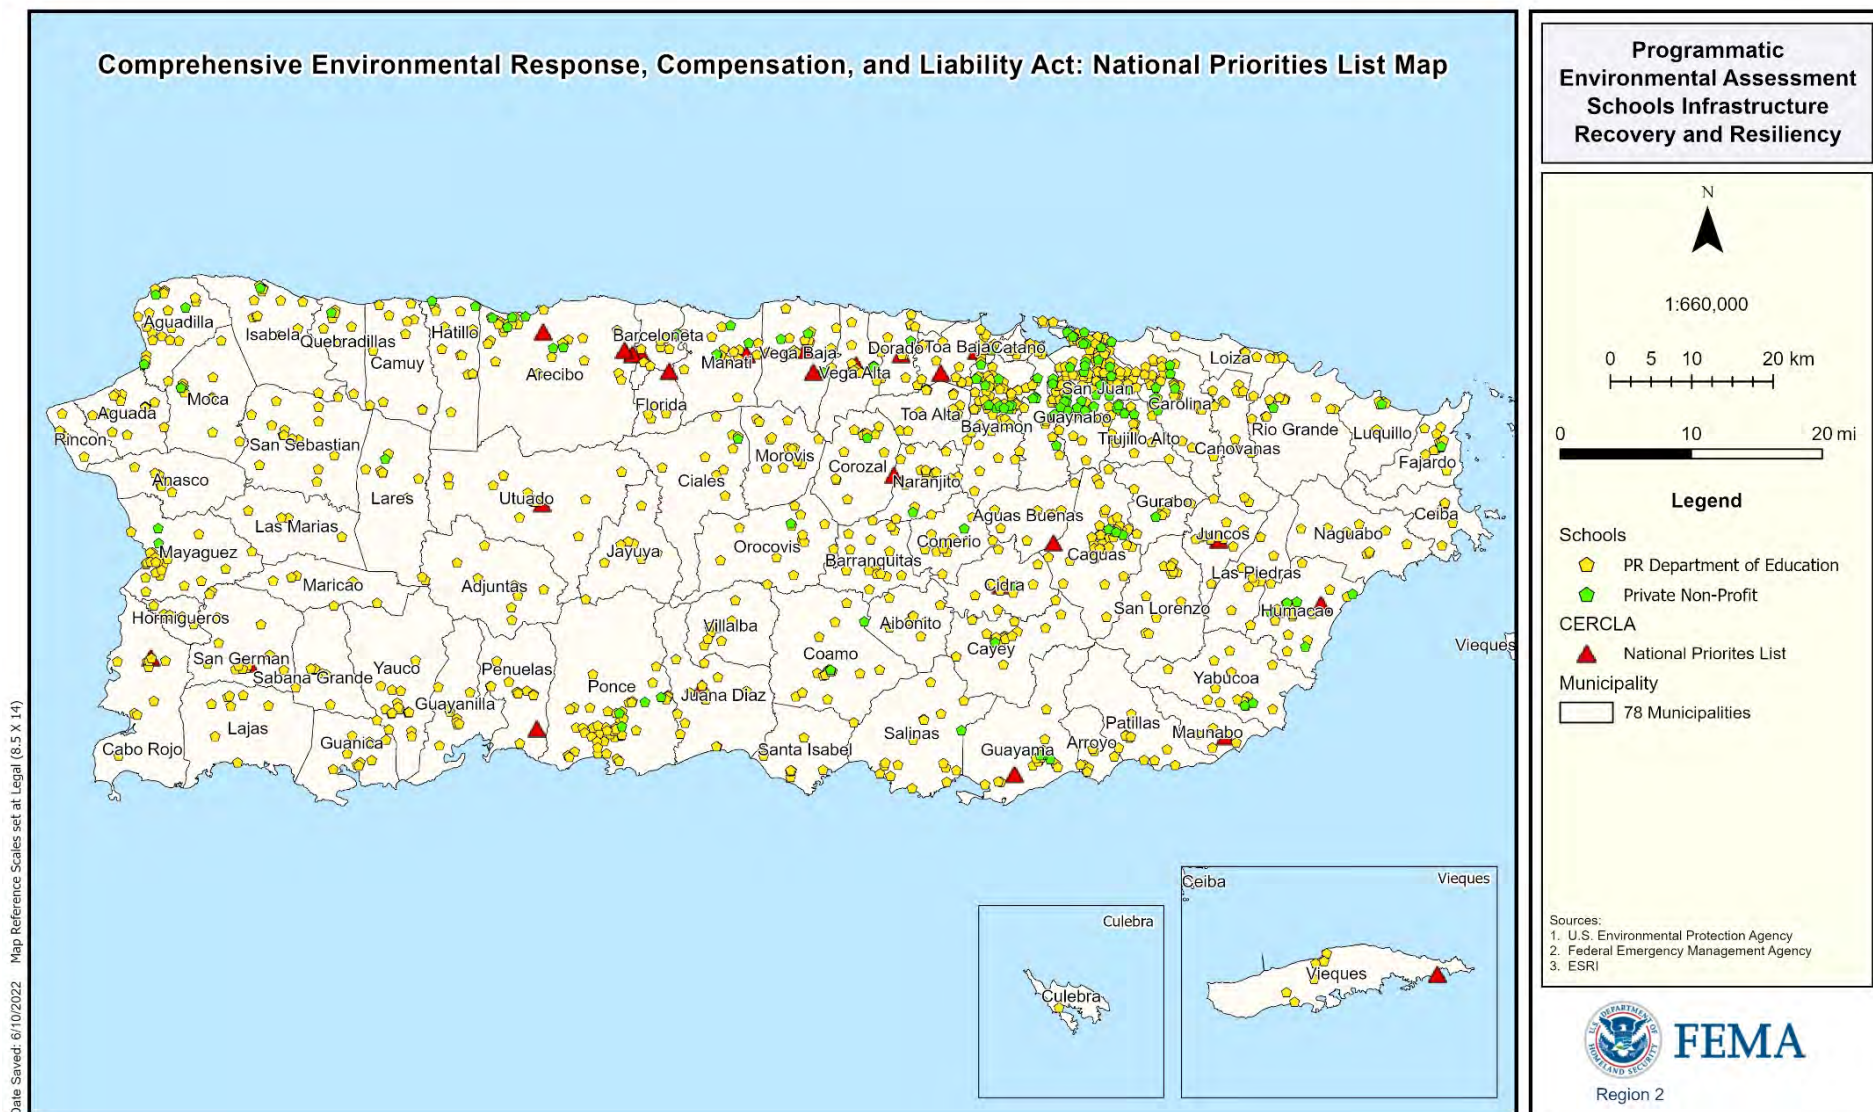 Comprehensive Environmental Response, Compensation, and Liability Act: National Priorities List Map
Aguadilla
Isabela
Quebradillas
Camuy
Hatillo
Arecibo
Barceloneta
Florida
Manati
Vega Baja
Vega Alta
Dorado
Toa Baja
Catano
Toa Alta
Bayamon
San Juan
Guaynabo
Carolina
Trujillo Alto
Loiza
Canovanas
Rio Grande
Luquillo
Fajardo
Ceiba
Moca
Aguada
Rincon
San Sebastian
Anasco
Lares
Utuado
Ciales
Morovis
Corozal
Naranjito
Las Marias
Mayaguez
Maricao
Adjuntas
Jayuya
Orocovis
Barranquitas
Comerio
Aguas Buenas
Caguas
Gurabo
Juncos
Naguabo
Las Piedras
Humacao
San Lorenzo
Cidra
Aibonito
Cayey
Coamo
Villalba
Hormigueros
San German
Sabana Grande
Yauco
Guayanilla
Penuelas
Ponce
Juana Diaz
Cabo Rojo
Lajas
Guanica
Santa Isabel
Salinas
Guayama
Arroyo
Patillas
Maunabo
Yabucoa
Vieques
Culebra
Culebra
Ceiba
Vieques
Vieques
Programmatic
Environmental Assessment
Schools Infrastructure
Recovery and Resiliency
N
1:660,000
0 5 10 20 km
0 10 20 mi
Legend
Schools
PR Department of Education
Private Non-Profit
CERCLA
National Priorites List
Municipality
78 Municipalities
Sources:
1. U.S. Environmental Protection Agency
2. Federal Emergency Management Agency
3. ESRI
U.S. DEPARTMENT OF
HOMELAND SECURITY
FEMA
Region 2
Date Saved: 6/10/2022 Map Reference Scales set at Legal (8.5 X 14)